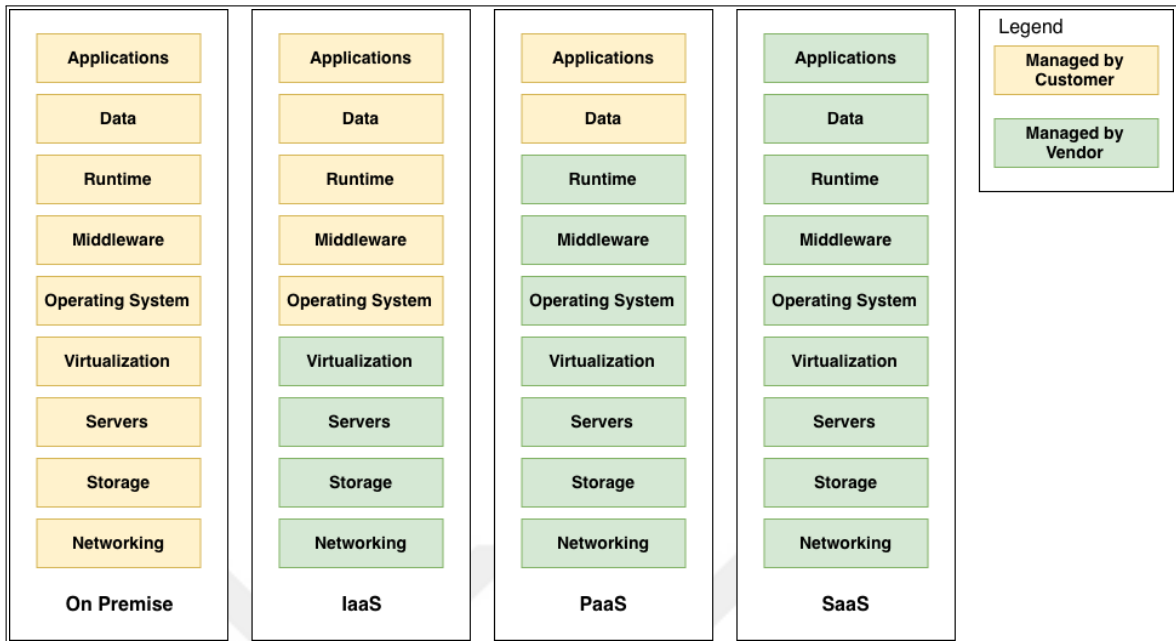 Applications
Data
Runtime
Middleware
Operating System
Virtualization
Servers
Storage
Networking
On Premise
Applications
Data
Runtime
Middleware
Operating System
Virtualization
Servers
Storage
Networking
IaaS
Applications
Data
Runtime
Middleware
Operating System
Virtualization
Servers
Storage
Networking
PaaS
Applications
Data
Runtime
Middleware
Operating System
Virtualization
Servers
Storage
Networking
SaaS
Legend
Managed by
Customer
Managed by
Vendor